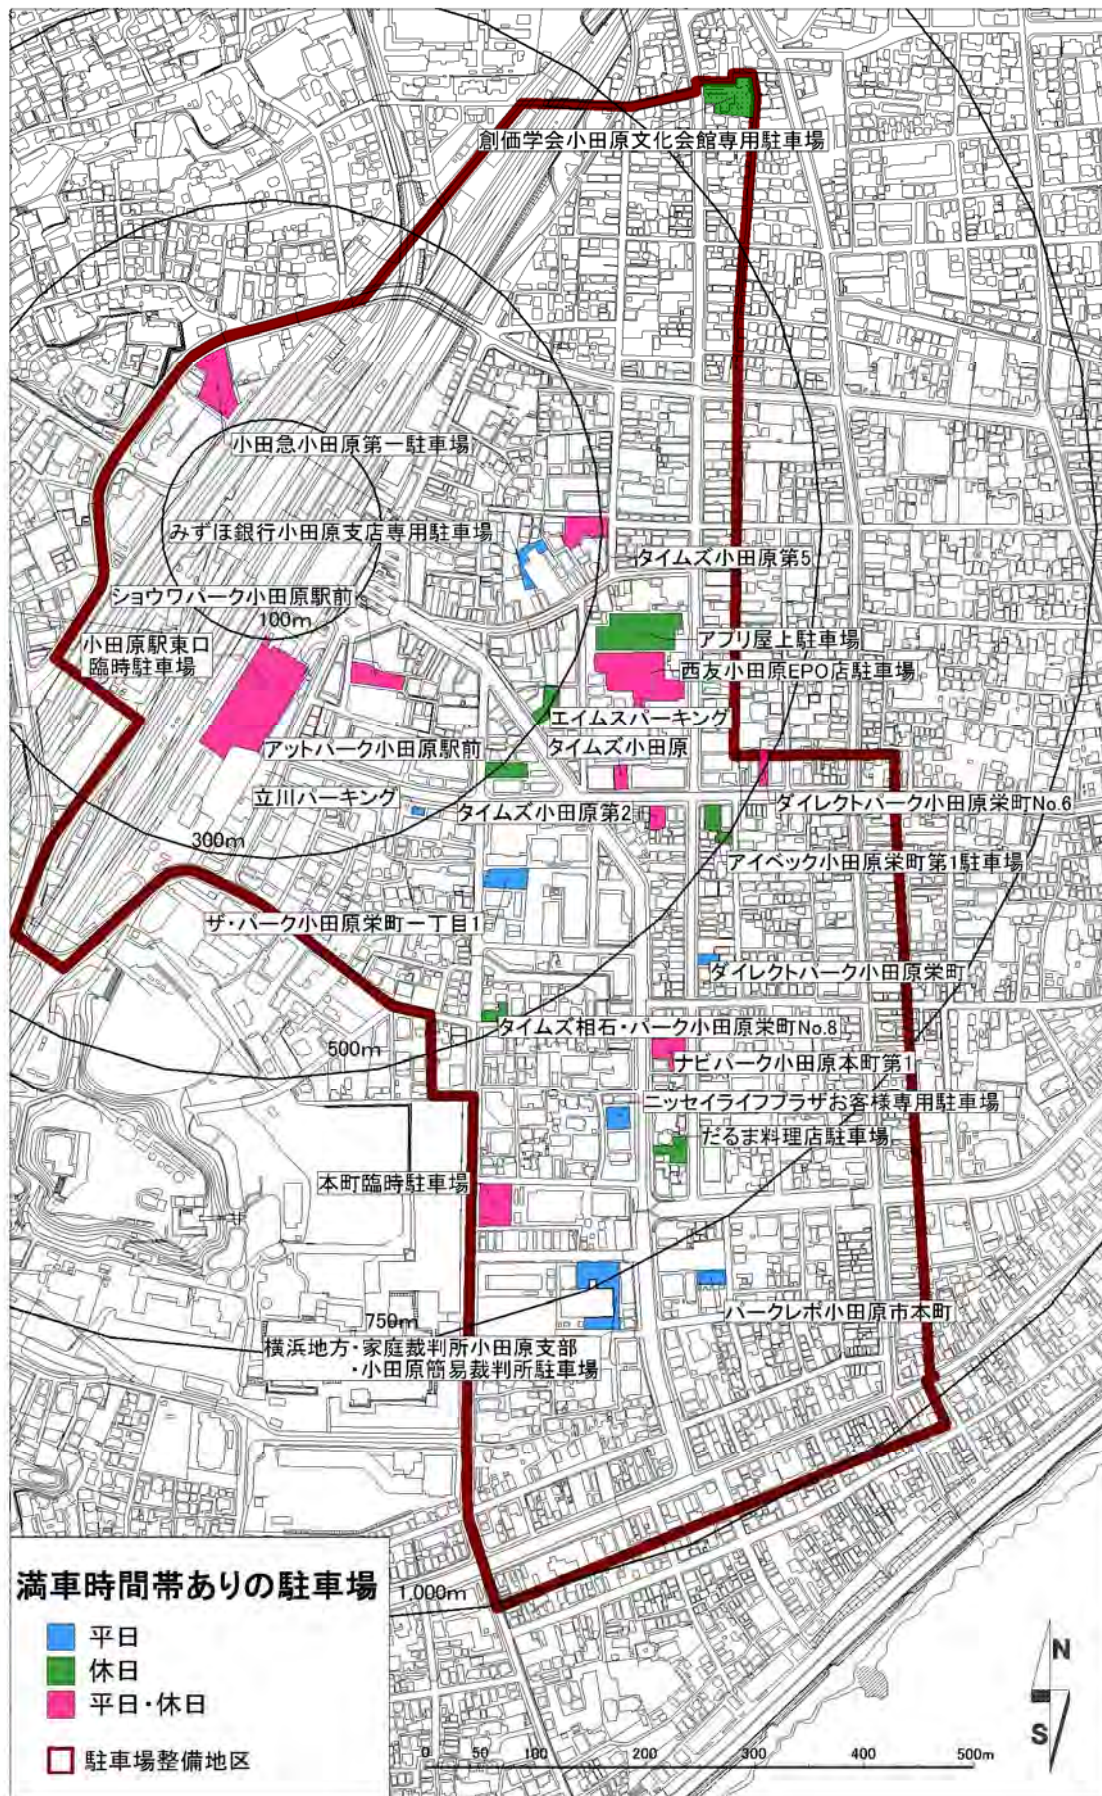 創価学会小田原文化会館専用駐車場
小田急小田原第一駐車場
みずほ銀行小田原支店専用駐車場
タイムズ小田原第5
ショウワパーク小田原駅前
100m
小田原駅東口
臨時駐車場
アプリ屋上駐車場
西友小田原EPO店駐車場
エイムスパーキング
アットパーク小田原駅前
タイムズ小田原
立川パーキング
タイムズ小田原第2
ダイレクトパーク小田原栄町No.6
300m
アイペック小田原栄町第1駐車場
ザ・パーク小田原栄町一丁目1
ダイレクトパーク小田原栄町
タイムズ相石・パーク小田原栄町No.8
500m
ナビパーク小田原本町第1
ニッセイライフプラザお客様専用駐車場
だるま料理店駐車場
本町臨時駐車場
パークレポ小田原市本町
750m
横浜地方・家庭裁判所小田原支部
・小田原簡易裁判所駐車場
1,000m
満車時間帯ありの駐車場
平日
休日
平日・休日
駐車場整備地区
N
S
0 50 100 200 300 400 500m